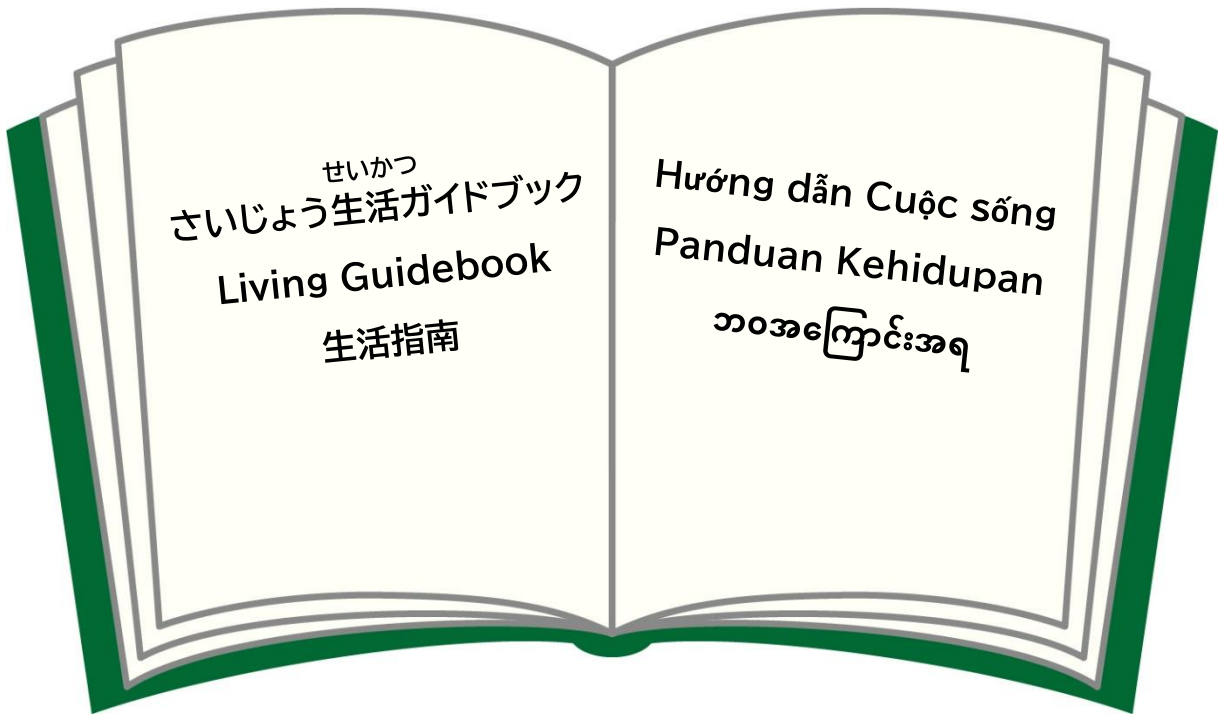 せいかつ
さいじょう生活ガイドブック
Living Guidebook
生活指南
Hướng dẫn Cuộc sống
Panduan Kehidupan
ဘဝအကြောင်းအရ